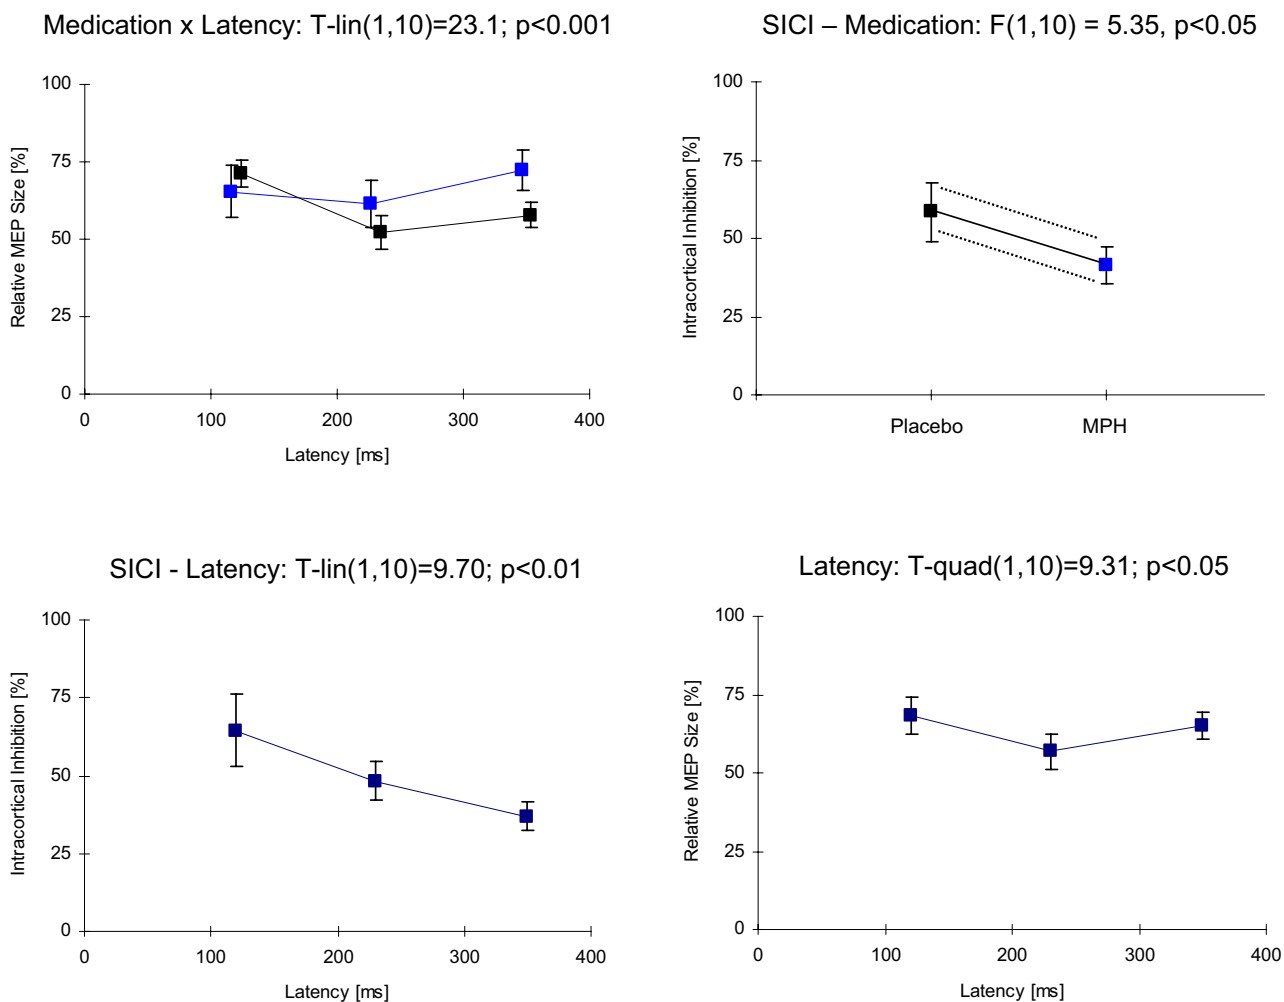 Medication x Latency: T-lin(1,10)=23.1; p<0.001
100
75
50
25
0
Relative MEP Size [%]
0 100 200 300 400
Latency [ms]
SICI – Medication: F(1,10) = 5.35, p<0.05
100
75
50
25
0
Intracortical Inhibition [%]
Placebo MPH
SICI - Latency: T-lin(1,10)=9.70; p<0.01
100
75
50
25
0
Intracortical Inhibition [%]
0 100 200 300 400
Latency [ms]
Latency: T-quad(1,10)=9.31; p<0.05
100
75
50
25
0
Relative MEP Size [%]
0 100 200 300 400
Latency [ms]